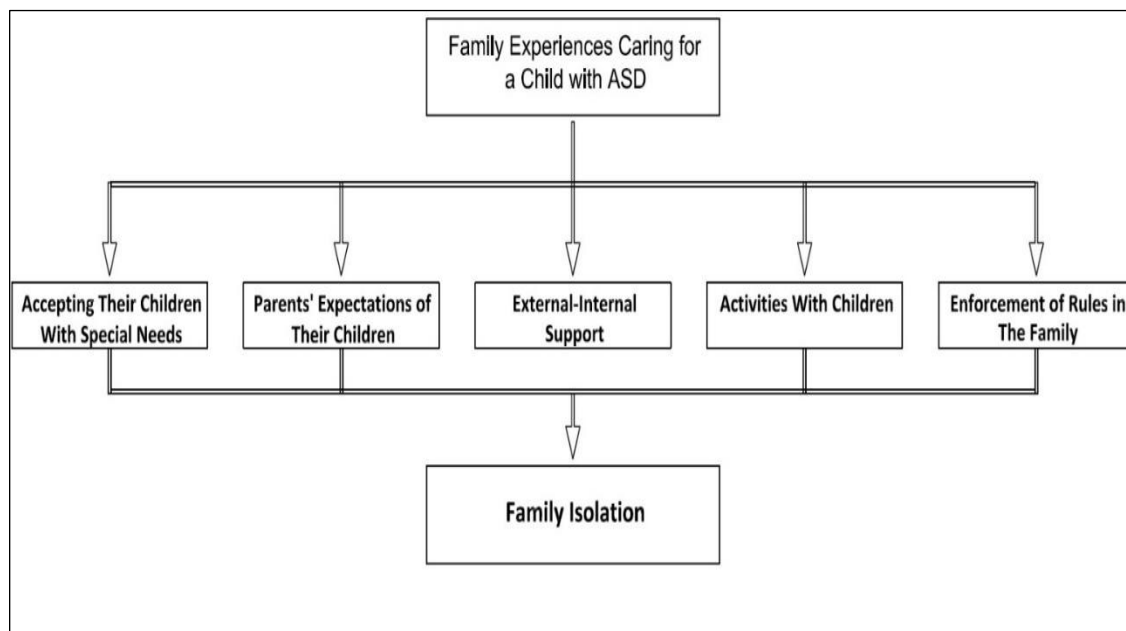 Family Experiences Caring for
a Child with ASD
Accepting Their Children
With Special Needs
Parents' Expectations of
Their Children
External-Internal
Support
Activities With Children
Enforcement of Rules in
The Family
Family Isolation